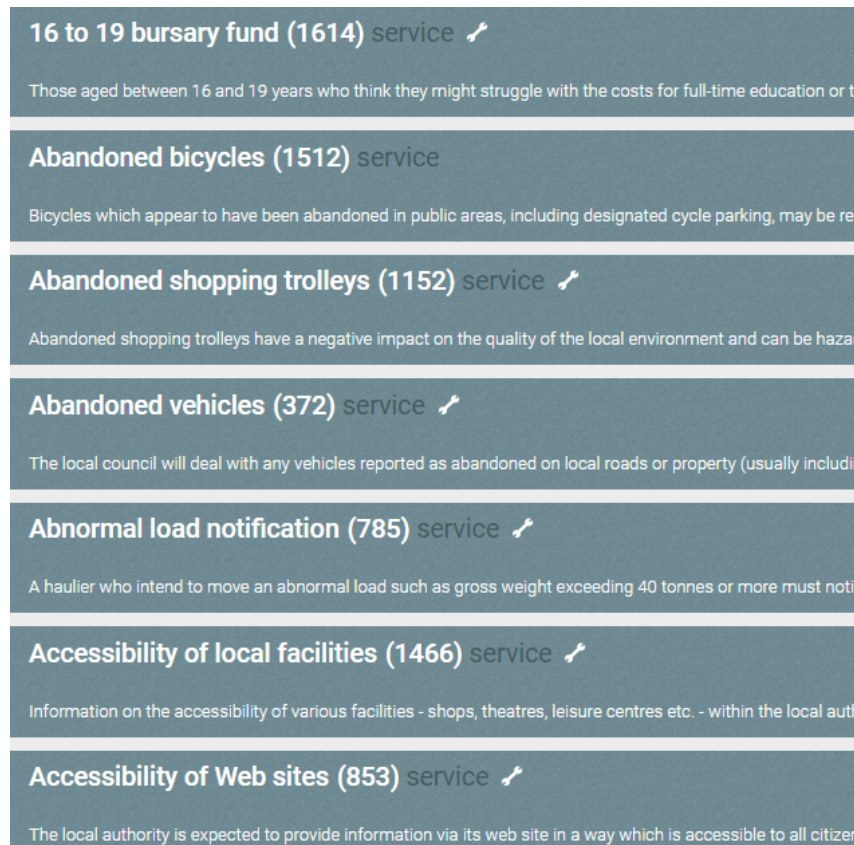 16 to 19 bursary fund (1614) service
Those aged between 16 and 19 years who think they might struggle with the costs for full-time education or
Abandoned bicycles (1512) service
Bicycles which appear to have been abandoned in public areas, including designated cycle parking, may be
Abandoned shopping trolleys (1152) service
Abandoned shopping trolleys have a negative impact on the quality of the local environment and can be
Abandoned vehicles (372) service
The local council will deal with any vehicles reported as abandoned on local roads or property (usually
Abnormal load notification (785) service
A haulier who intend to move an abnormal load such as gross weight exceeding 40 tonnes or more must
Accessibility of local facilities (1466) service
Information on the accessibility of various facilities - shops, theatres, leisure centres etc. - within the local
Accessibility of Web sites (853) service
The local authority is expected to provide information via its web site in a way which is accessible to all